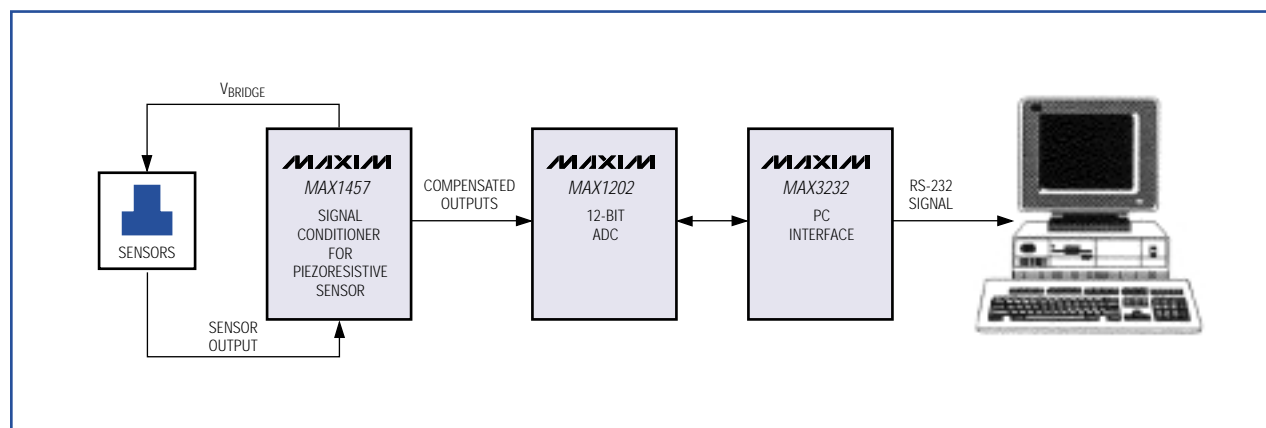 VBRIDGE
SENSORS
SENSOR
OUTPUT
MAXIM
MAX1457
SIGNAL
CONDITIONER
FOR
PIEZORESISTIVE
SENSOR
COMPENSATED
OUTPUTS
MAXIM
MAX1202
12-BIT
ADC
MAXIM
MAX3232
PC
INTERFACE
RS-232
SIGNAL